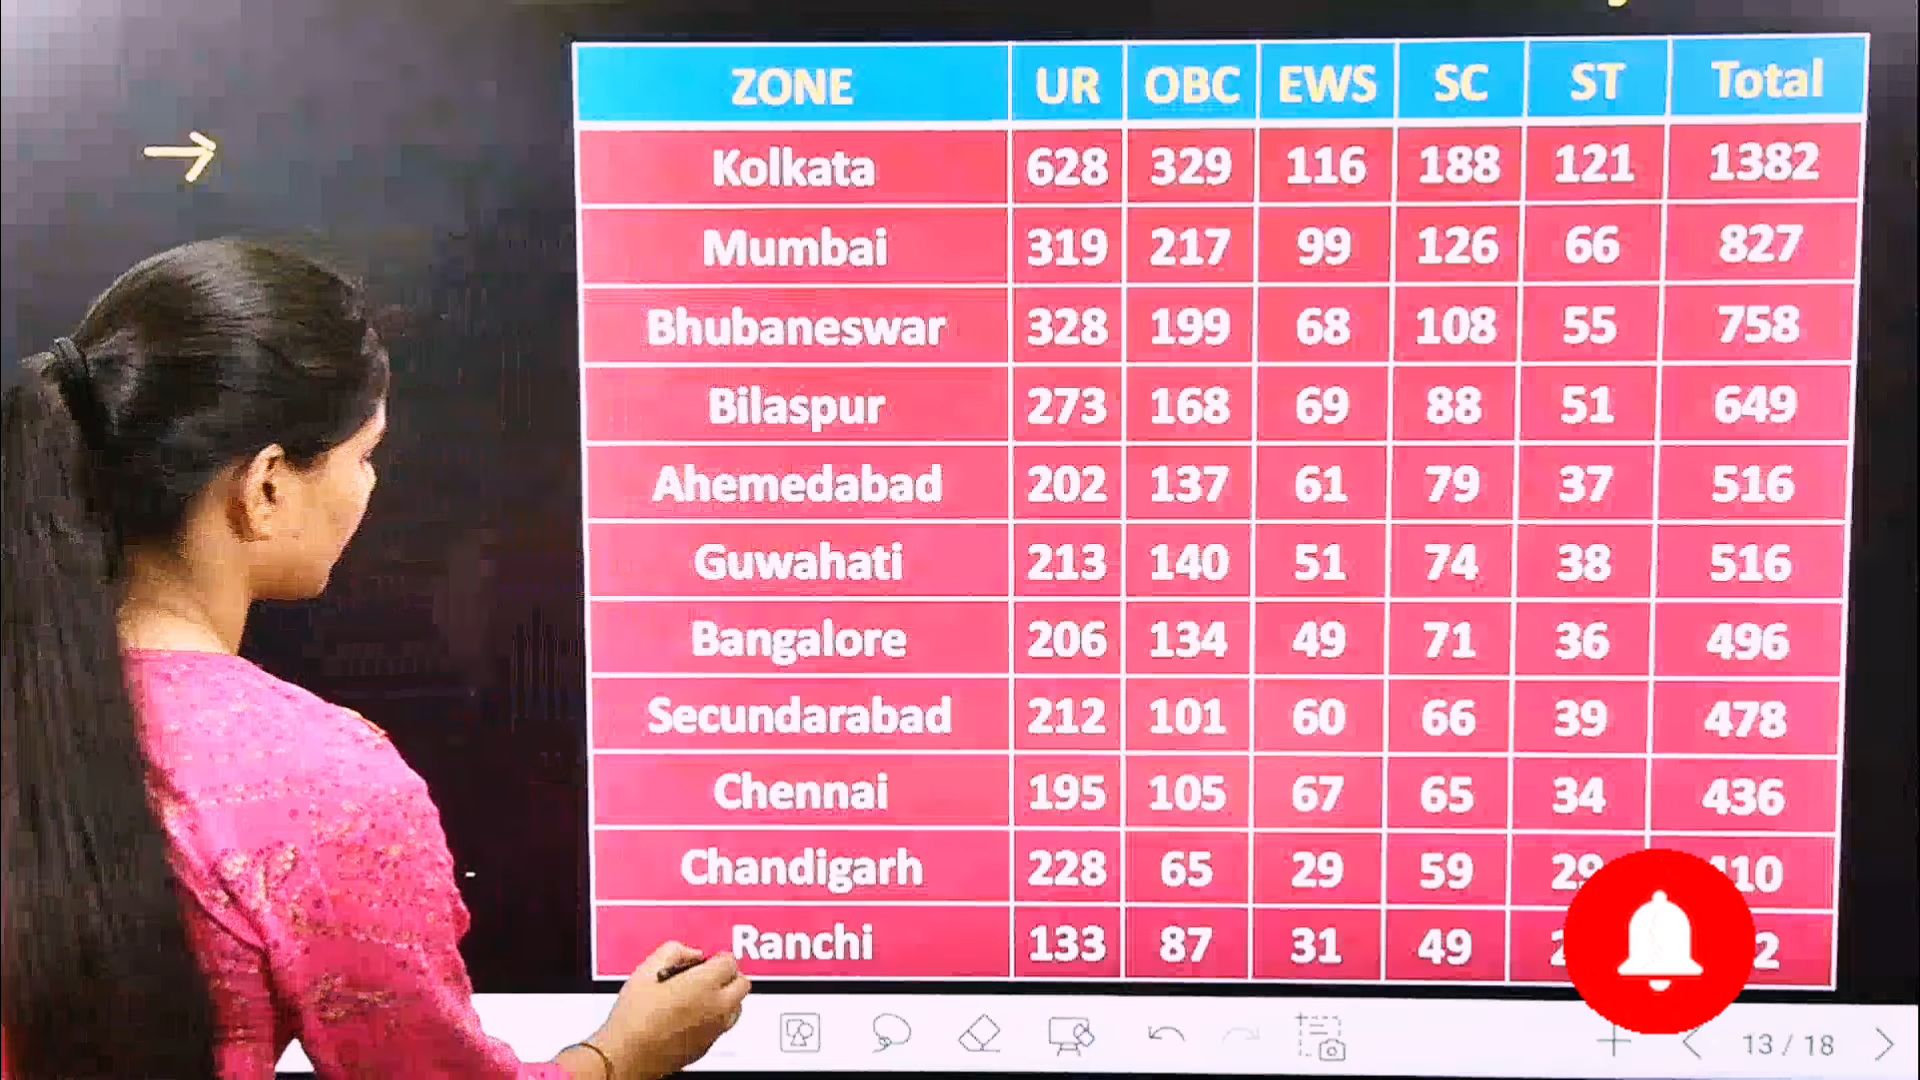 ZONE UR OBC EWS SC ST Total
Kolkata 628 329 116 188 121 1382
Mumbai 319 217 99 126 66 827
Bhubaneswar 328 199 68 108 55 758
Bilaspur 273 168 69 88 51 649
Ahemedabad 202 137 61 79 37 516
Guwahati 213 140 51 74 38 516
Bangalore 206 134 49 71 36 496
Secundarabad 212 101 60 66 39 478
Chennai 195 105 67 65 34 436
Chandigarh 228 65 29 59 29
Ranchi 133 87 31 49
13 / 18